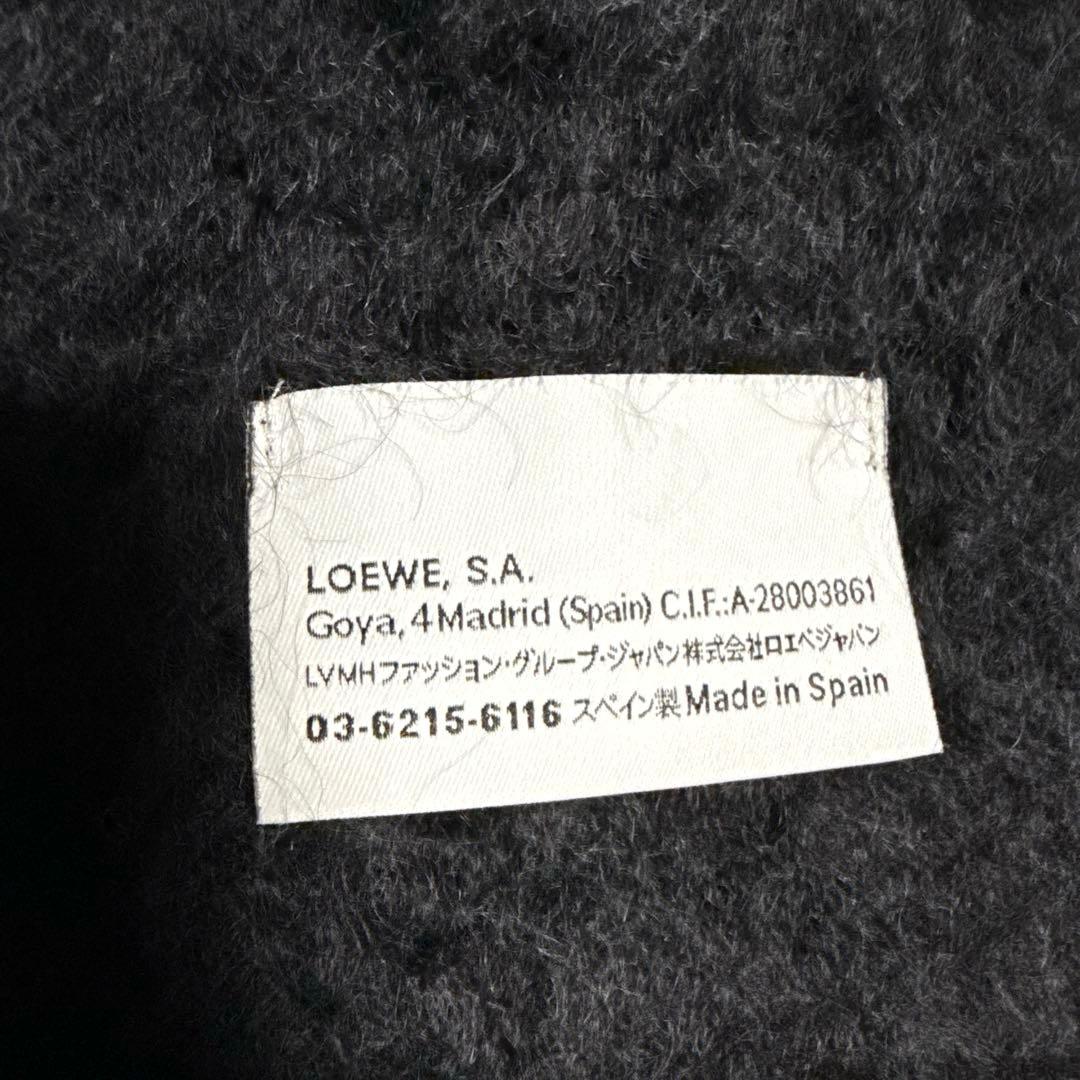 LOEWE, S.A.
Goya, 4 Madrid (Spain) C.I.F.:A-28003861
LVMHファッション・グループ・ジャパン株式会社ロエベジャパン
03-6215-6116 スペイン製 Made in Spain